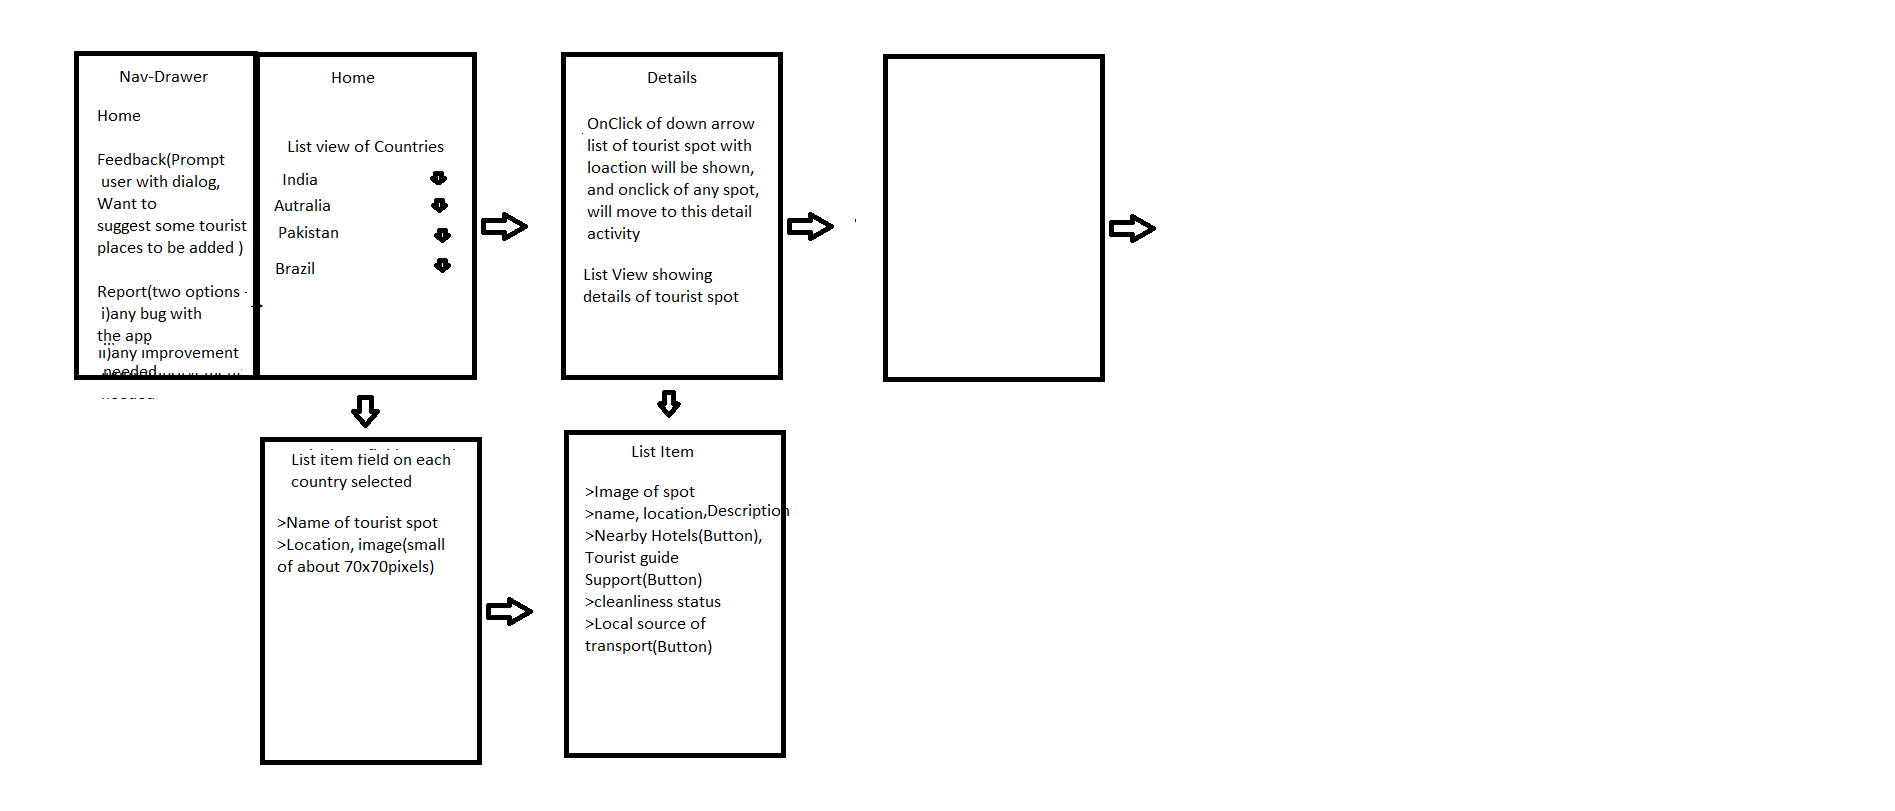 Nav-Drawer
Home
Feedback(Prompt
user with dialog,
Want to
suggest some tourist
places to be added )
Report(two options -
i)any bug with
the app
ii)any improvement
needed
Home
List view of Countries
India
Autralia
Pakistan
Brazil
Details
OnClick of down arrow
list of tourist spot with
loaction will be shown,
and onclick of any spot,
will move to this detail
activity
List View showing
details of tourist spot
List item field on each
country selected
>Name of tourist spot
>Location, image(small
of about 70x70pixels)
List Item
>Image of spot
>name, location,Description
>Nearby Hotels(Button),
Tourist guide
Support(Button)
>cleanliness status
>Local source of
transport(Button)